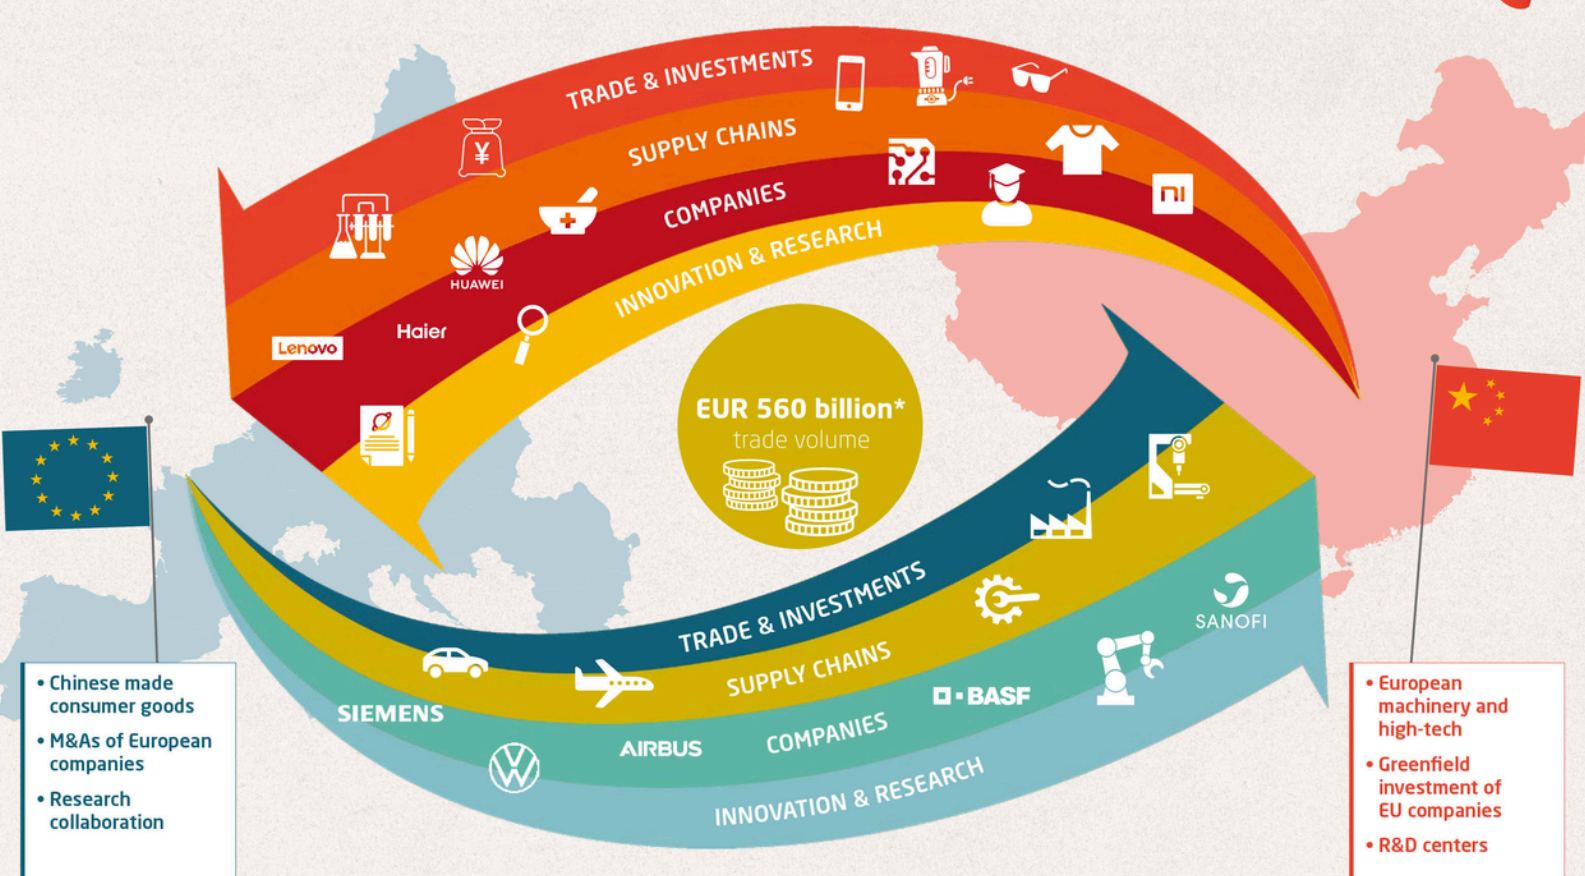 TRADE & INVESTMENTS
SUPPLY CHAINS
COMPANIES
INNOVATION & RESEARCH
¥
HUAWEI
Lenovo
Haier
mi
EUR 560 billion*
trade volume
TRADE & INVESTMENTS
SUPPLY CHAINS
COMPANIES
INNOVATION & RESEARCH
SIEMENS
VW
AIRBUS
BASF
SANOFI
• Chinese made
consumer goods
• M&As of European
companies
• Research
collaboration
• European
machinery and
high-tech
• Greenfield
investment of
EU companies
• R&D centers